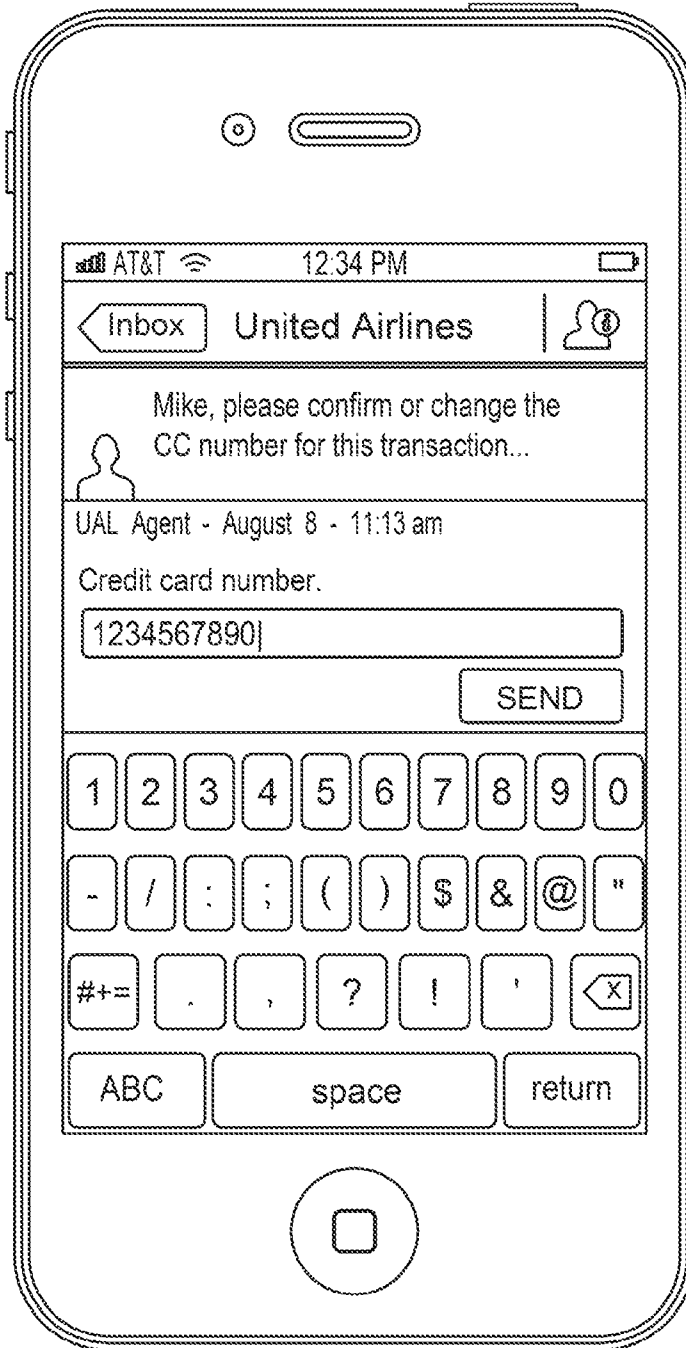 AT&T 12:34 PM
Inbox United Airlines
Mike, please confirm or change the
CC number for this transaction...
UAL Agent - August 8 - 11:13 am
Credit card number.
1234567890
SEND
1 2 3 4 5 6 7 8 9 0
- / : ; ( ) $ & @ "
#+= . , ? ! ' X
ABC space return